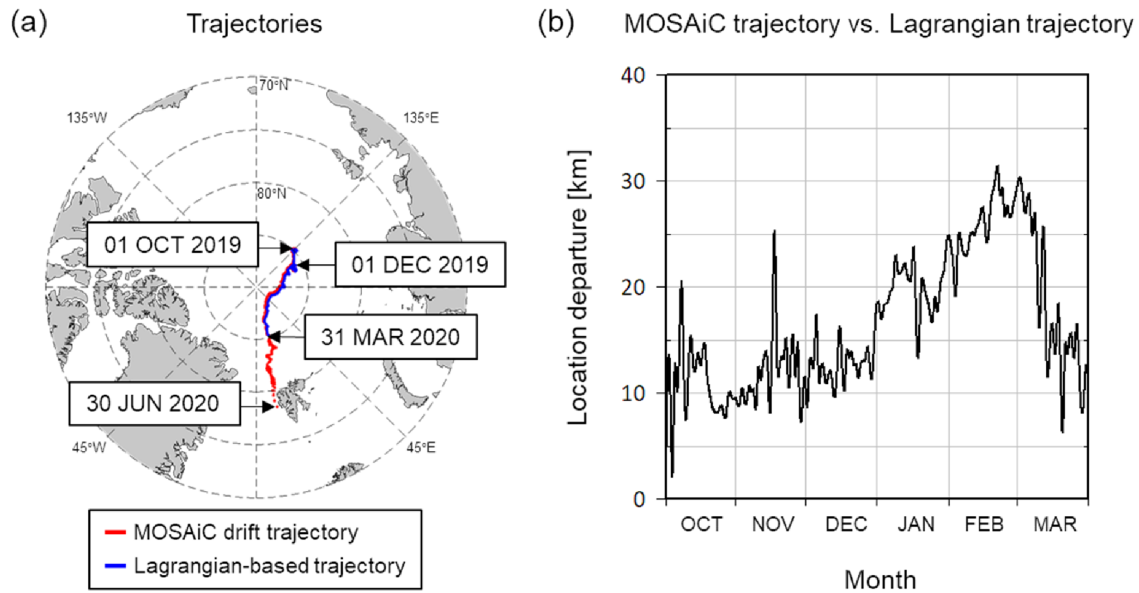 (a)
Trajectories
70°N
135°W
135°E
80°N
01 OCT 2019
01 DEC 2019
31 MAR 2020
30 JUN 2020
45°W
45°E
MOSAiC drift trajectory
Lagrangian-based trajectory
(b)
MOSAiC trajectory vs. Lagrangian trajectory
Location departure [km]
40
30
20
10
0
OCT NOV DEC JAN FEB MAR
Month